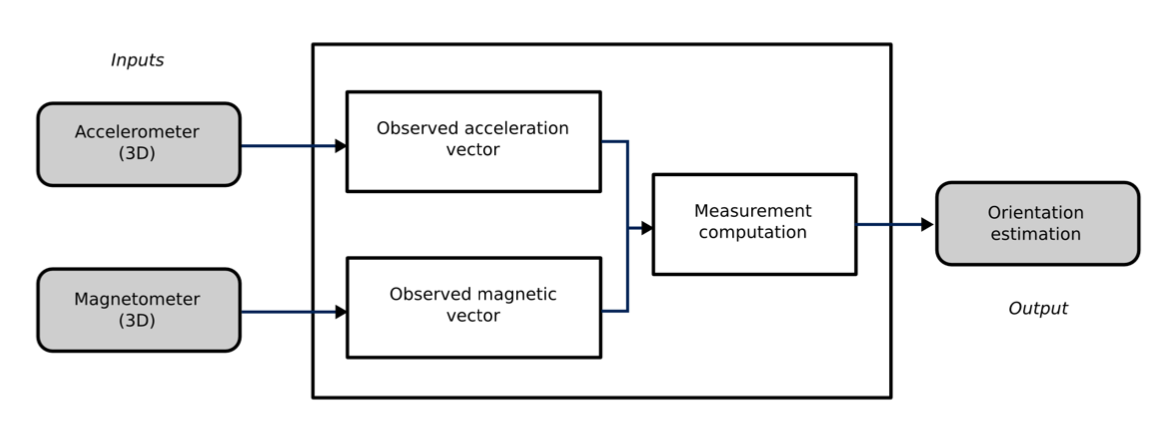 Inputs
Accelerometer
(3D)
Observed acceleration
vector
Magnetometer
(3D)
Observed magnetic
vector
Measurement
computation
Orientation
estimation
Output